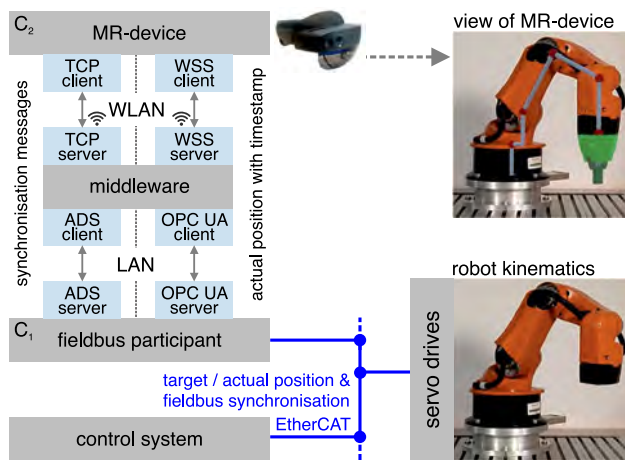 C2
MR-device
view of MR-device
TCP
client
WSS
client
WLAN
TCP
server
WSS
server
middleware
synchronisation messages
actual position with timestamp
ADS
client
OPC UA
client
LAN
ADS
server
OPC UA
server
C1
fieldbus participant
robot kinematics
servo drives
target / actual position &
fieldbus synchronisation
EtherCAT
control system